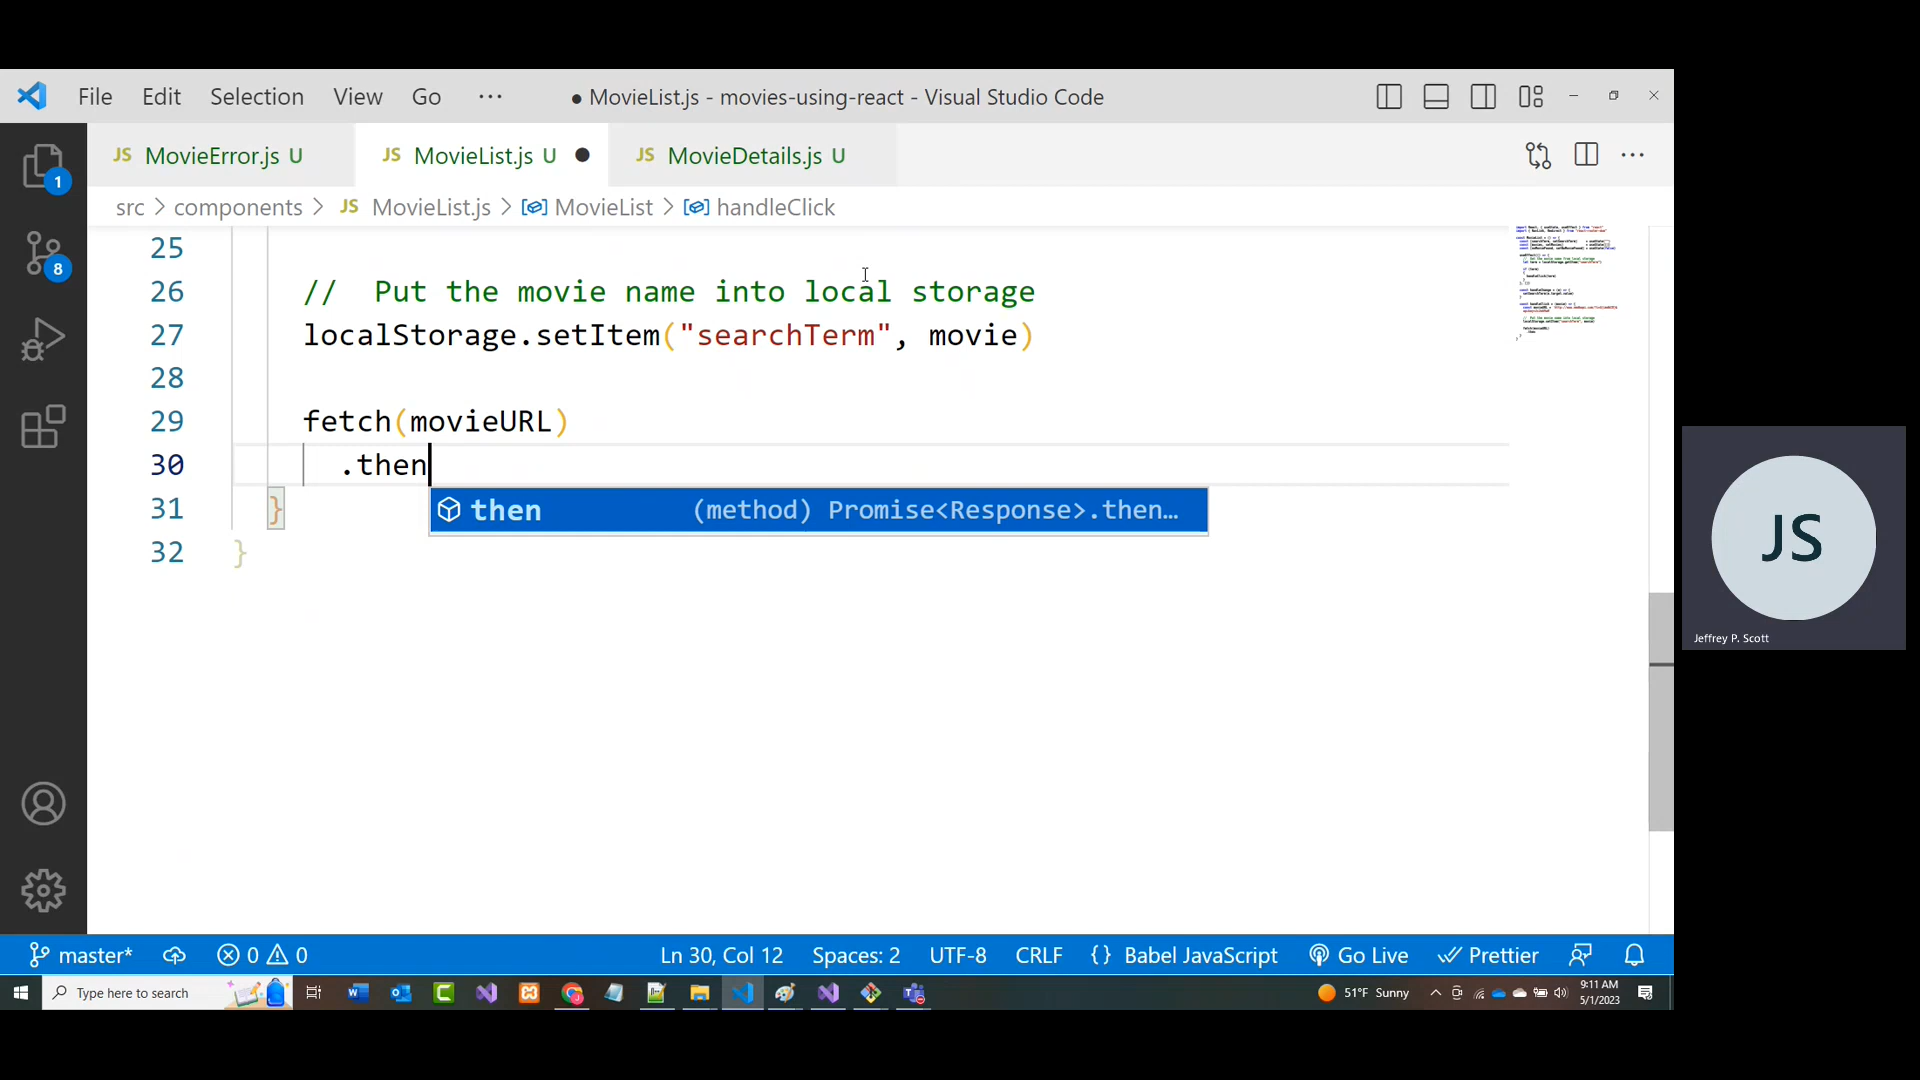 File Edit Selection View Go ··· ● MovieList.js - movies-using-react - Visual Studio Code
JS MovieError.js U JS MovieList.js U ● JS MovieDetails.js U
src > components > JS MovieList.js > MovieList > handleClick
25
26 // Put the movie name into local storage
27 localStorage.setItem("searchTerm", movie)
28
29 fetch(movieURL)
30 .then
31 }
then (method) Promise<Response>.then…
32 }
1
8
JS
Jeffrey P. Scott
master* 0 0 Ln 30, Col 12 Spaces: 2 UTF-8 CRLF {} Babel JavaScript Go Live Prettier
Type here to search 51°F Sunny 9:11 AM
5/1/2023